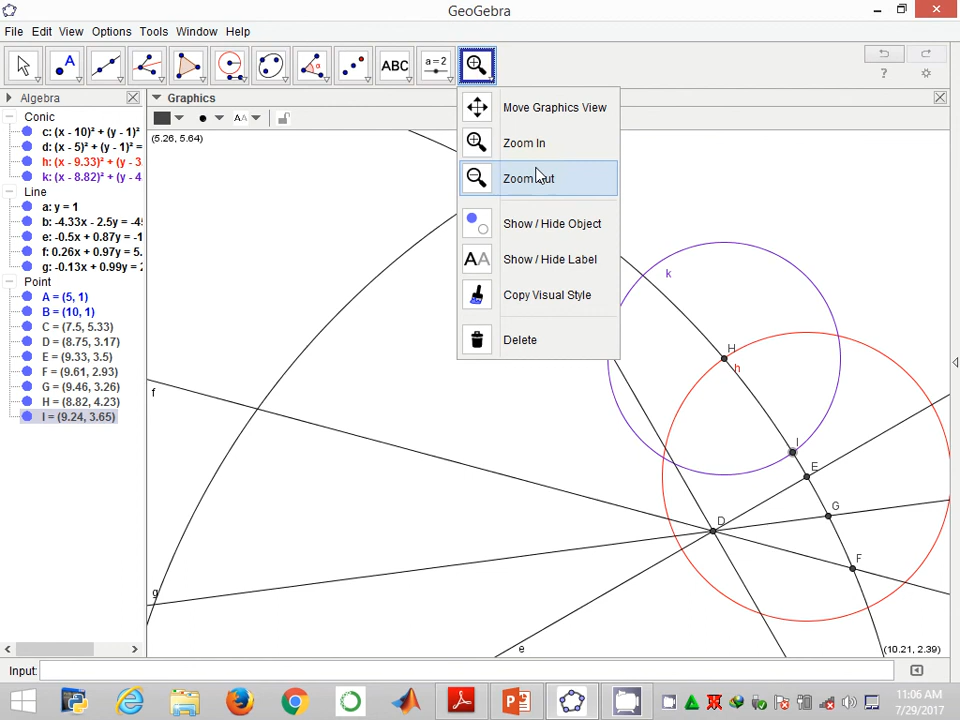 GeoGebra
File Edit View Options Tools Window Help
A
ABC
a = 2
?
Algebra
Graphics
AA
Conic
c: (x - 10)² + (y - 1)²
d: (x - 5)² + (y - 1)² =
h: (x - 9.33)² + (y - 3
k: (x - 8.82)² + (y - 4
Line
a: y = 1
b: -4.33x - 2.5y = -4
e: -0.5x + 0.87y = -1
f: 0.26x + 0.97y = 5.
g: -0.13x + 0.99y = 2
Point
A = (5, 1)
B = (10, 1)
C = (7.5, 5.33)
D = (8.75, 3.17)
E = (9.33, 3.5)
F = (9.61, 2.93)
G = (9.46, 3.26)
H = (8.82, 4.23)
I = (9.24, 3.65)
(5.26, 5.64)
Move Graphics View
Zoom In
Zoom Out
Show / Hide Object
AA Show / Hide Label
Copy Visual Style
Delete
k
H
h
f
I
E
G
D
F
g
e
(10.21, 2.39)
Input:
11:06 AM
7/29/2017